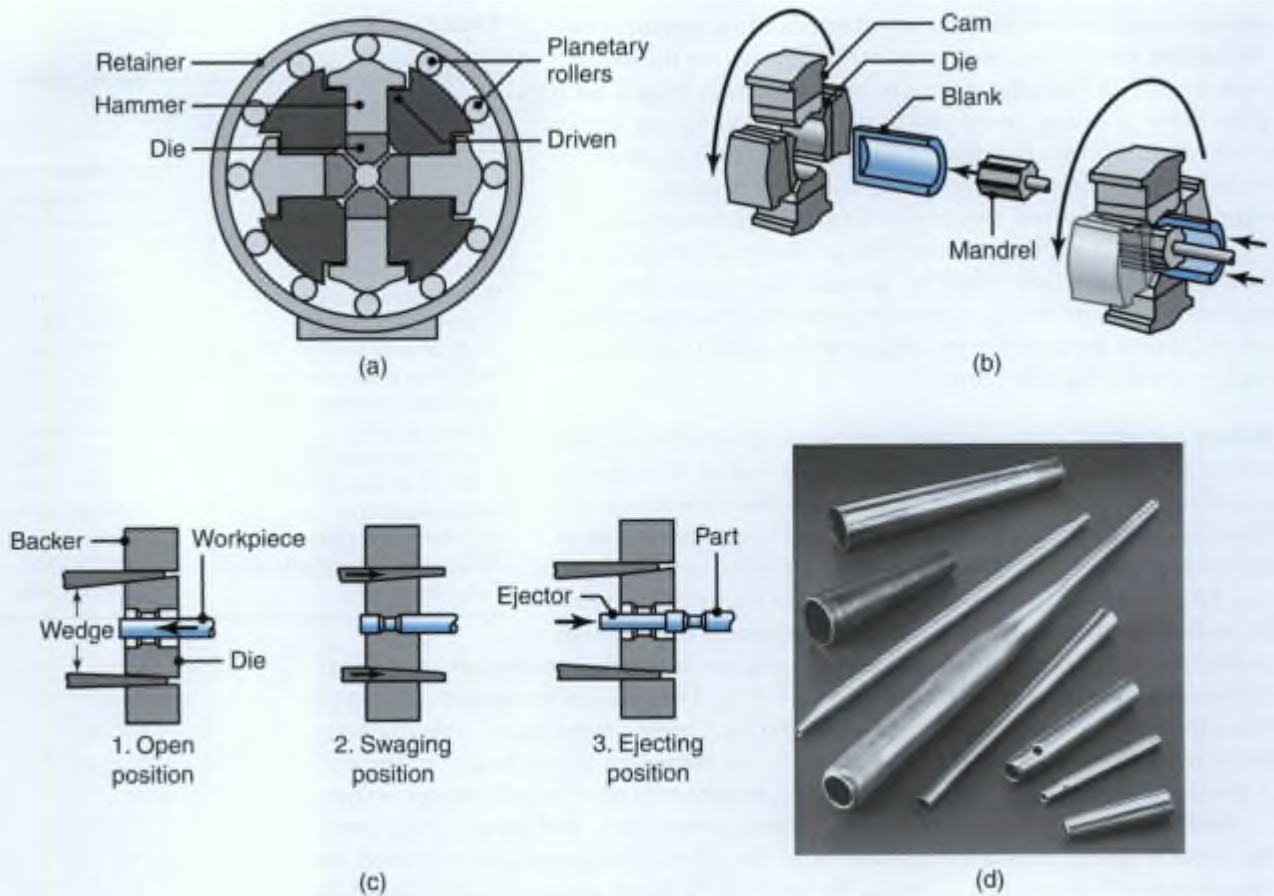 Retainer
Hammer
Die
Planetary
rollers
Driven
(a)
Cam
Die
Blank
Mandrel
(b)
Backer
Workpiece
Wedge
Die
1. Open
position
2. Swaging
position
Ejector
Part
3. Ejecting
position
(c)
(d)